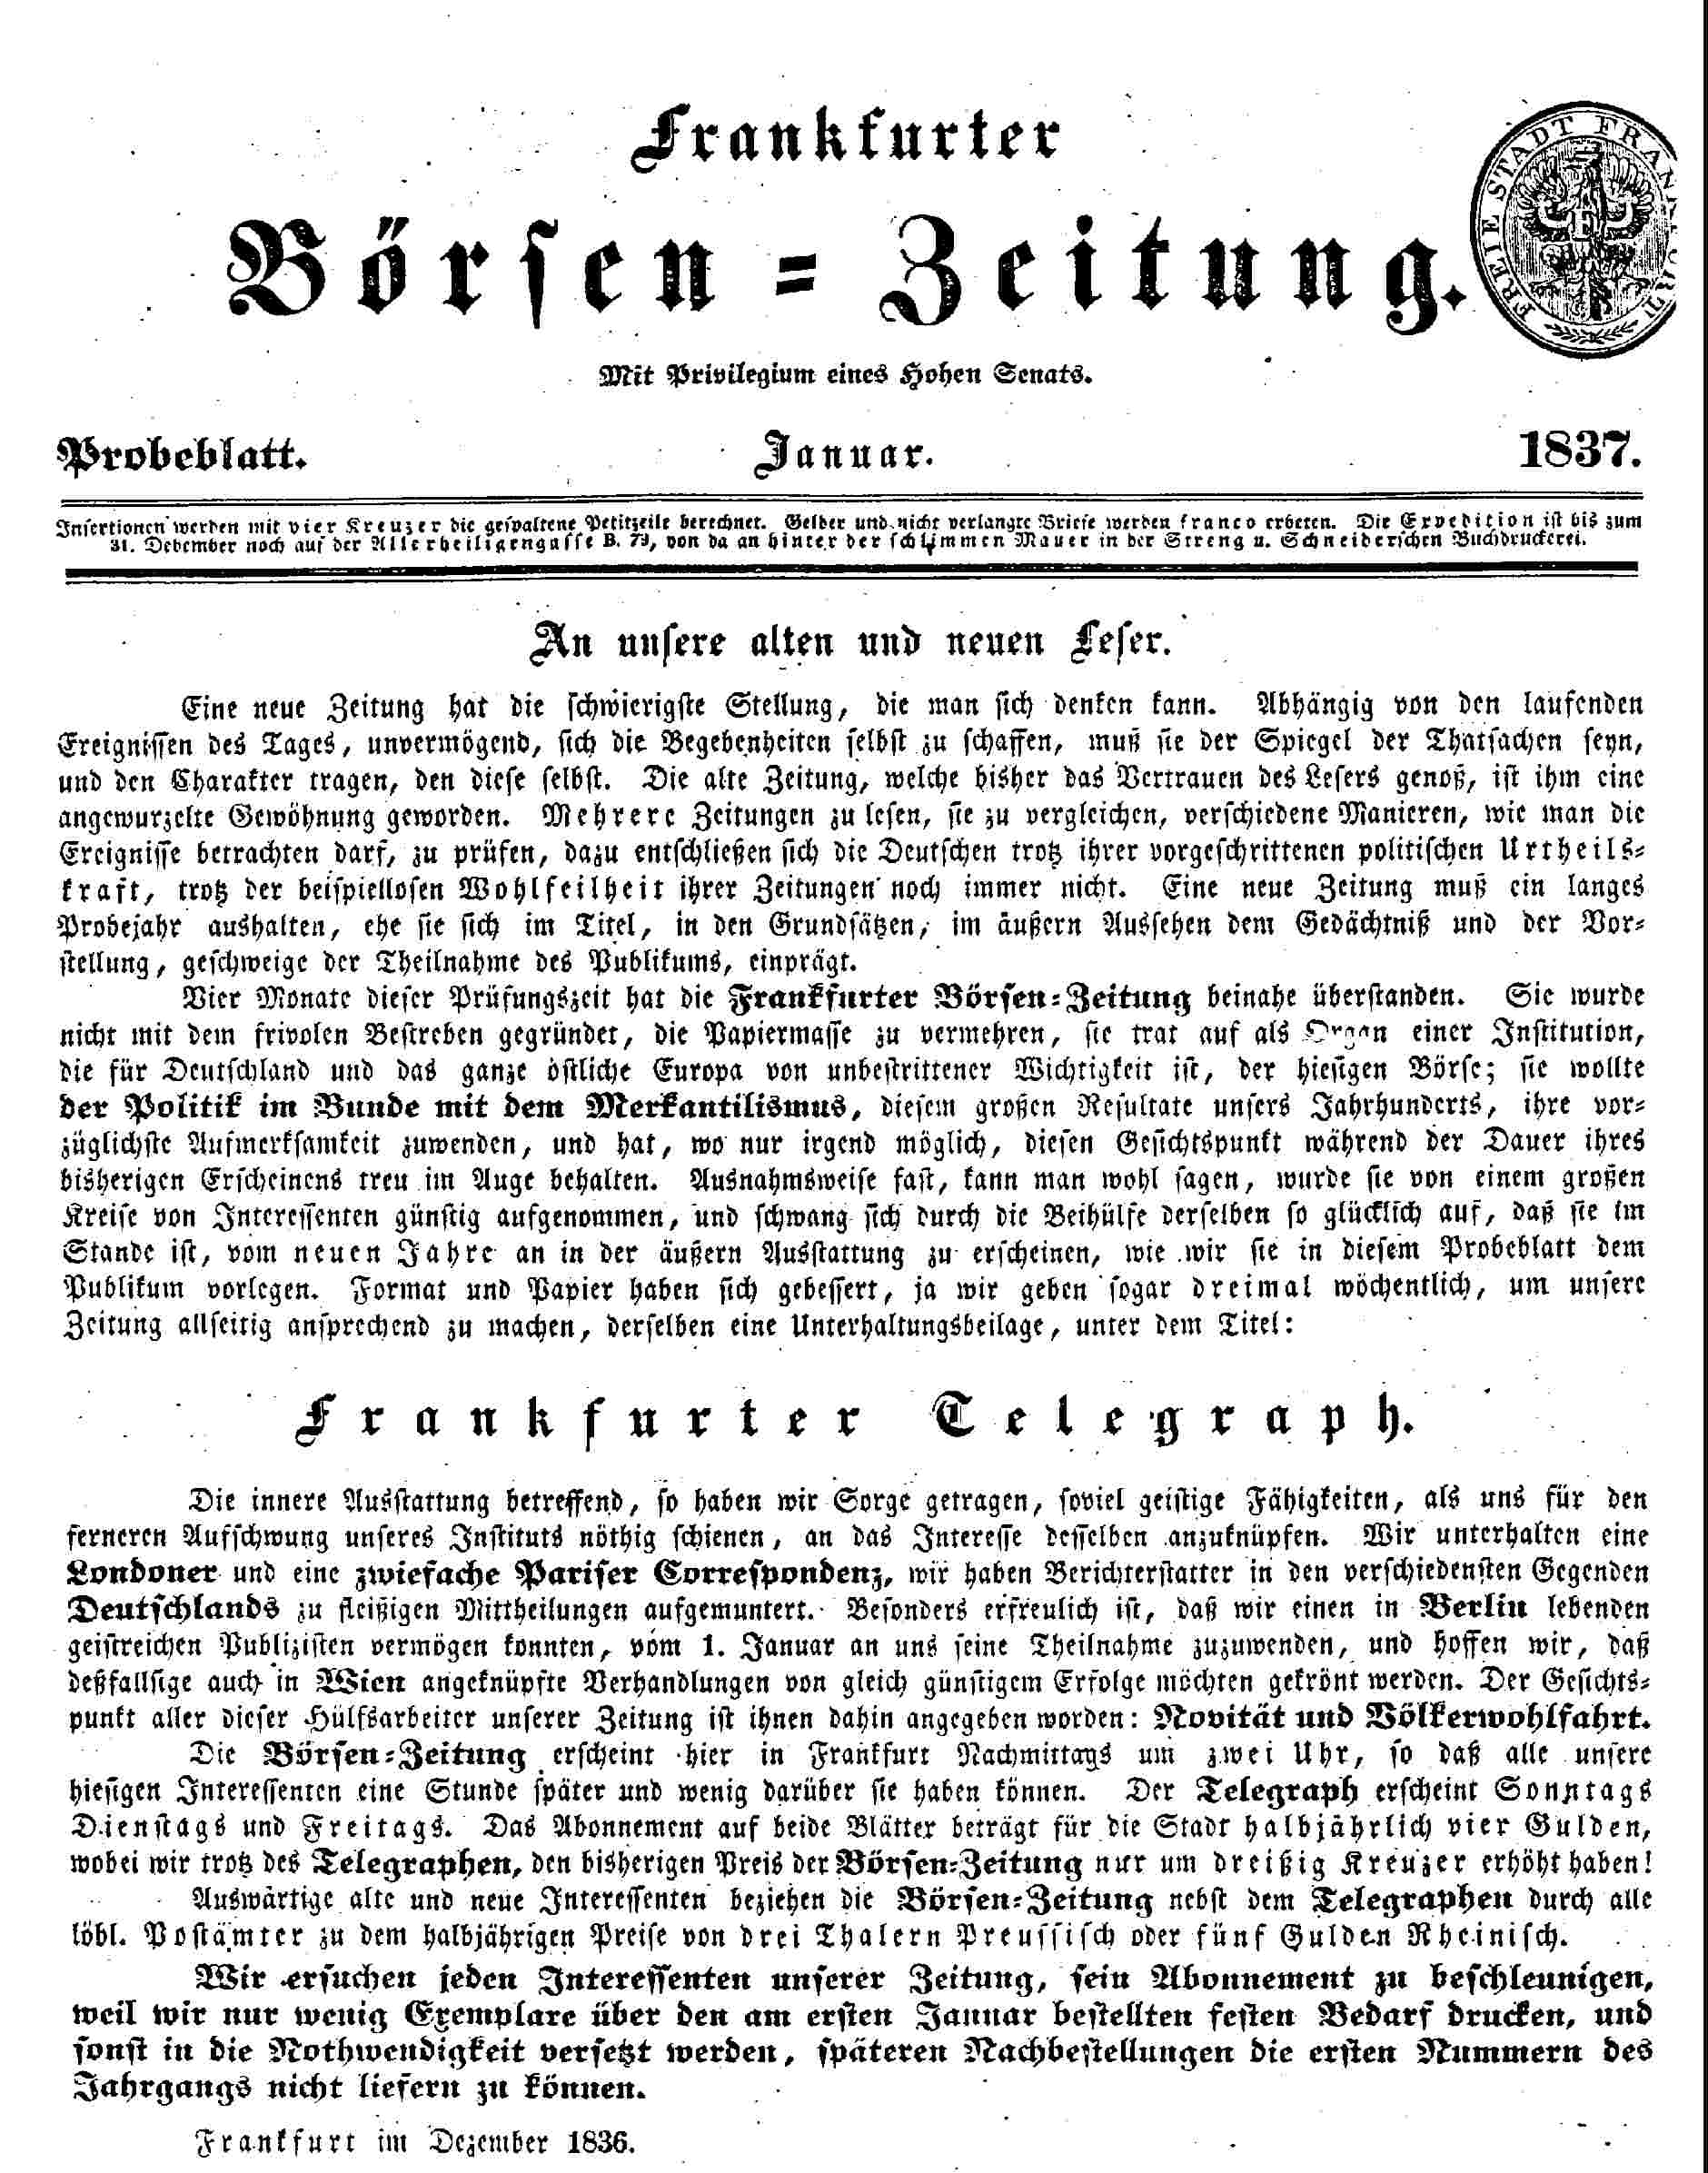 Frankfurter
Börsen=Zeitung.
FREIE STADT FRANKFURT
Mit Privilegium eines Hohen Senats.
Probeblatt. Januar. 1837.
Insertionen werden mit vier Kreuzer die gespaltene Petitzeile berechnet. Gelder und nicht verlangte Briefe werden franco erbeten. Die Expedition ist bis zum
31. Dedember noch auf der Allerheiligengasse B. 73, von da an hinter der schlimmen Mauer in der Streng u. Schneiderschen Buchdruckerei.
An unsere alten und neuen Leser.
Eine neue Zeitung hat die schwierigste Stellung, die man sich denken kann. Abhängig von den laufenden
Ereignissen des Tages, unvermögend, sich die Begebenheiten selbst zu schaffen, muß sie der Spiegel der Thatsachen seyn,
und den Charakter tragen, den diese selbst. Die alte Zeitung, welche bisher das Vertrauen des Lesers genoß, ist ihm eine
angewurzelte Gewöhnung geworden. Mehrere Zeitungen zu lesen, sie zu vergleichen, verschiedene Manieren, wie man die
Ereignisse betrachten darf, zu prüfen, dazu entschließen sich die Deutschen trotz ihrer vorgeschrittenen politischen Urtheils=
kraft, trotz der beispiellosen Wohlfeilheit ihrer Zeitungen noch immer nicht. Eine neue Zeitung muß ein langes
Probejahr aushalten, ehe sie sich im Titel, in den Grundsätzen, im äußern Aussehen dem Gedächtniß und der Vor=
stellung, geschweige der Theilnahme des Publikums, einprägt.
Vier Monate dieser Prüfungszeit hat die Frankfurter Börsen=Zeitung beinahe überstanden. Sie wurde
nicht mit dem frivolen Bestreben gegründet, die Papiermasse zu vermehren, sie trat auf als Organ einer Institution,
die für Deutschland und das ganze östliche Europa von unbestrittener Wichtigkeit ist, der hiesigen Börse; sie wollte
der Politik im Bunde mit dem Merkantilismus, diesem großen Resultate unsers Jahrhunderts, ihre vor=
züglichste Aufmerksamkeit zuwenden, und hat, wo nur irgend möglich, diesen Gesichtspunkt während der Dauer ihres
bisherigen Erscheinens treu im Auge behalten. Ausnahmsweise fast, kann man wohl sagen, wurde sie von einem großen
Kreise von Interessenten günstig aufgenommen, und schwang sich durch die Beihülfe derselben so glücklich auf, daß sie im
Stande ist, vom neuen Jahre an in der äußern Ausstattung zu erscheinen, wie wir sie in diesem Probeblatt dem
Publikum vorlegen. Format und Papier haben sich gebessert, ja wir geben sogar dreimal wöchentlich, um unsere
Zeitung allseitig ansprechend zu machen, derselben eine Unterhaltungsbeilage, unter dem Titel:
Frankfurter Telegraph.
Die innere Ausstattung betreffend, so haben wir Sorge getragen, soviel geistige Fähigkeiten, als uns für den
ferneren Aufschwung unseres Instituts nöthig schienen, an das Interesse desselben anzuknüpfen. Wir unterhalten eine
Londoner und eine zwiefache Pariser Correspondenz, wir haben Berichterstatter in den verschiedensten Gegenden
Deutschlands zu fleißigen Mittheilungen aufgemuntert. Besonders erfreulich ist, daß wir einen in Berlin lebenden
geistreichen Publizisten vermögen konnten, vom 1. Januar an uns seine Theilnahme zuzuwenden, und hoffen wir, daß
deßfallsige auch in Wien angeknüpfte Verhandlungen von gleich günstigem Erfolge möchten gekrönt werden. Der Gesichts=
punkt aller dieser Hülfsarbeiter unserer Zeitung ist ihnen dahin angegeben worden: Novität und Völkerwohlfahrt.
Die Börsen=Zeitung erscheint hier in Frankfurt Nachmittags um zwei Uhr, so daß alle unsere
hiesigen Interessenten eine Stunde später und wenig darüber sie haben können. Der Telegraph erscheint Sonntags
Dienstags und Freitags. Das Abonnement auf beide Blätter beträgt für die Stadt halbjährlich vier Gulden,
wobei wir trotz des Telegraphen, den bisherigen Preis der Börsen=Zeitung nur um dreißig Kreuzer erhöht haben!
Auswärtige alte und neue Interessenten beziehen die Börsen=Zeitung nebst dem Telegraphen durch alle
löbl. Postämter zu dem halbjährigen Preise von drei Thalern Preussisch oder fünf Gulden Rheinisch.
Wir ersuchen jeden Interessenten unserer Zeitung, sein Abonnement zu beschleunigen,
weil wir nur wenig Exemplare über den am ersten Januar bestellten festen Bedarf drucken, und
sonst in die Nothwendigkeit versetzt werden, späteren Nachbestellungen die ersten Nummern des
Jahrgangs nicht liefern zu können.
Frankfurt im Dezember 1836.